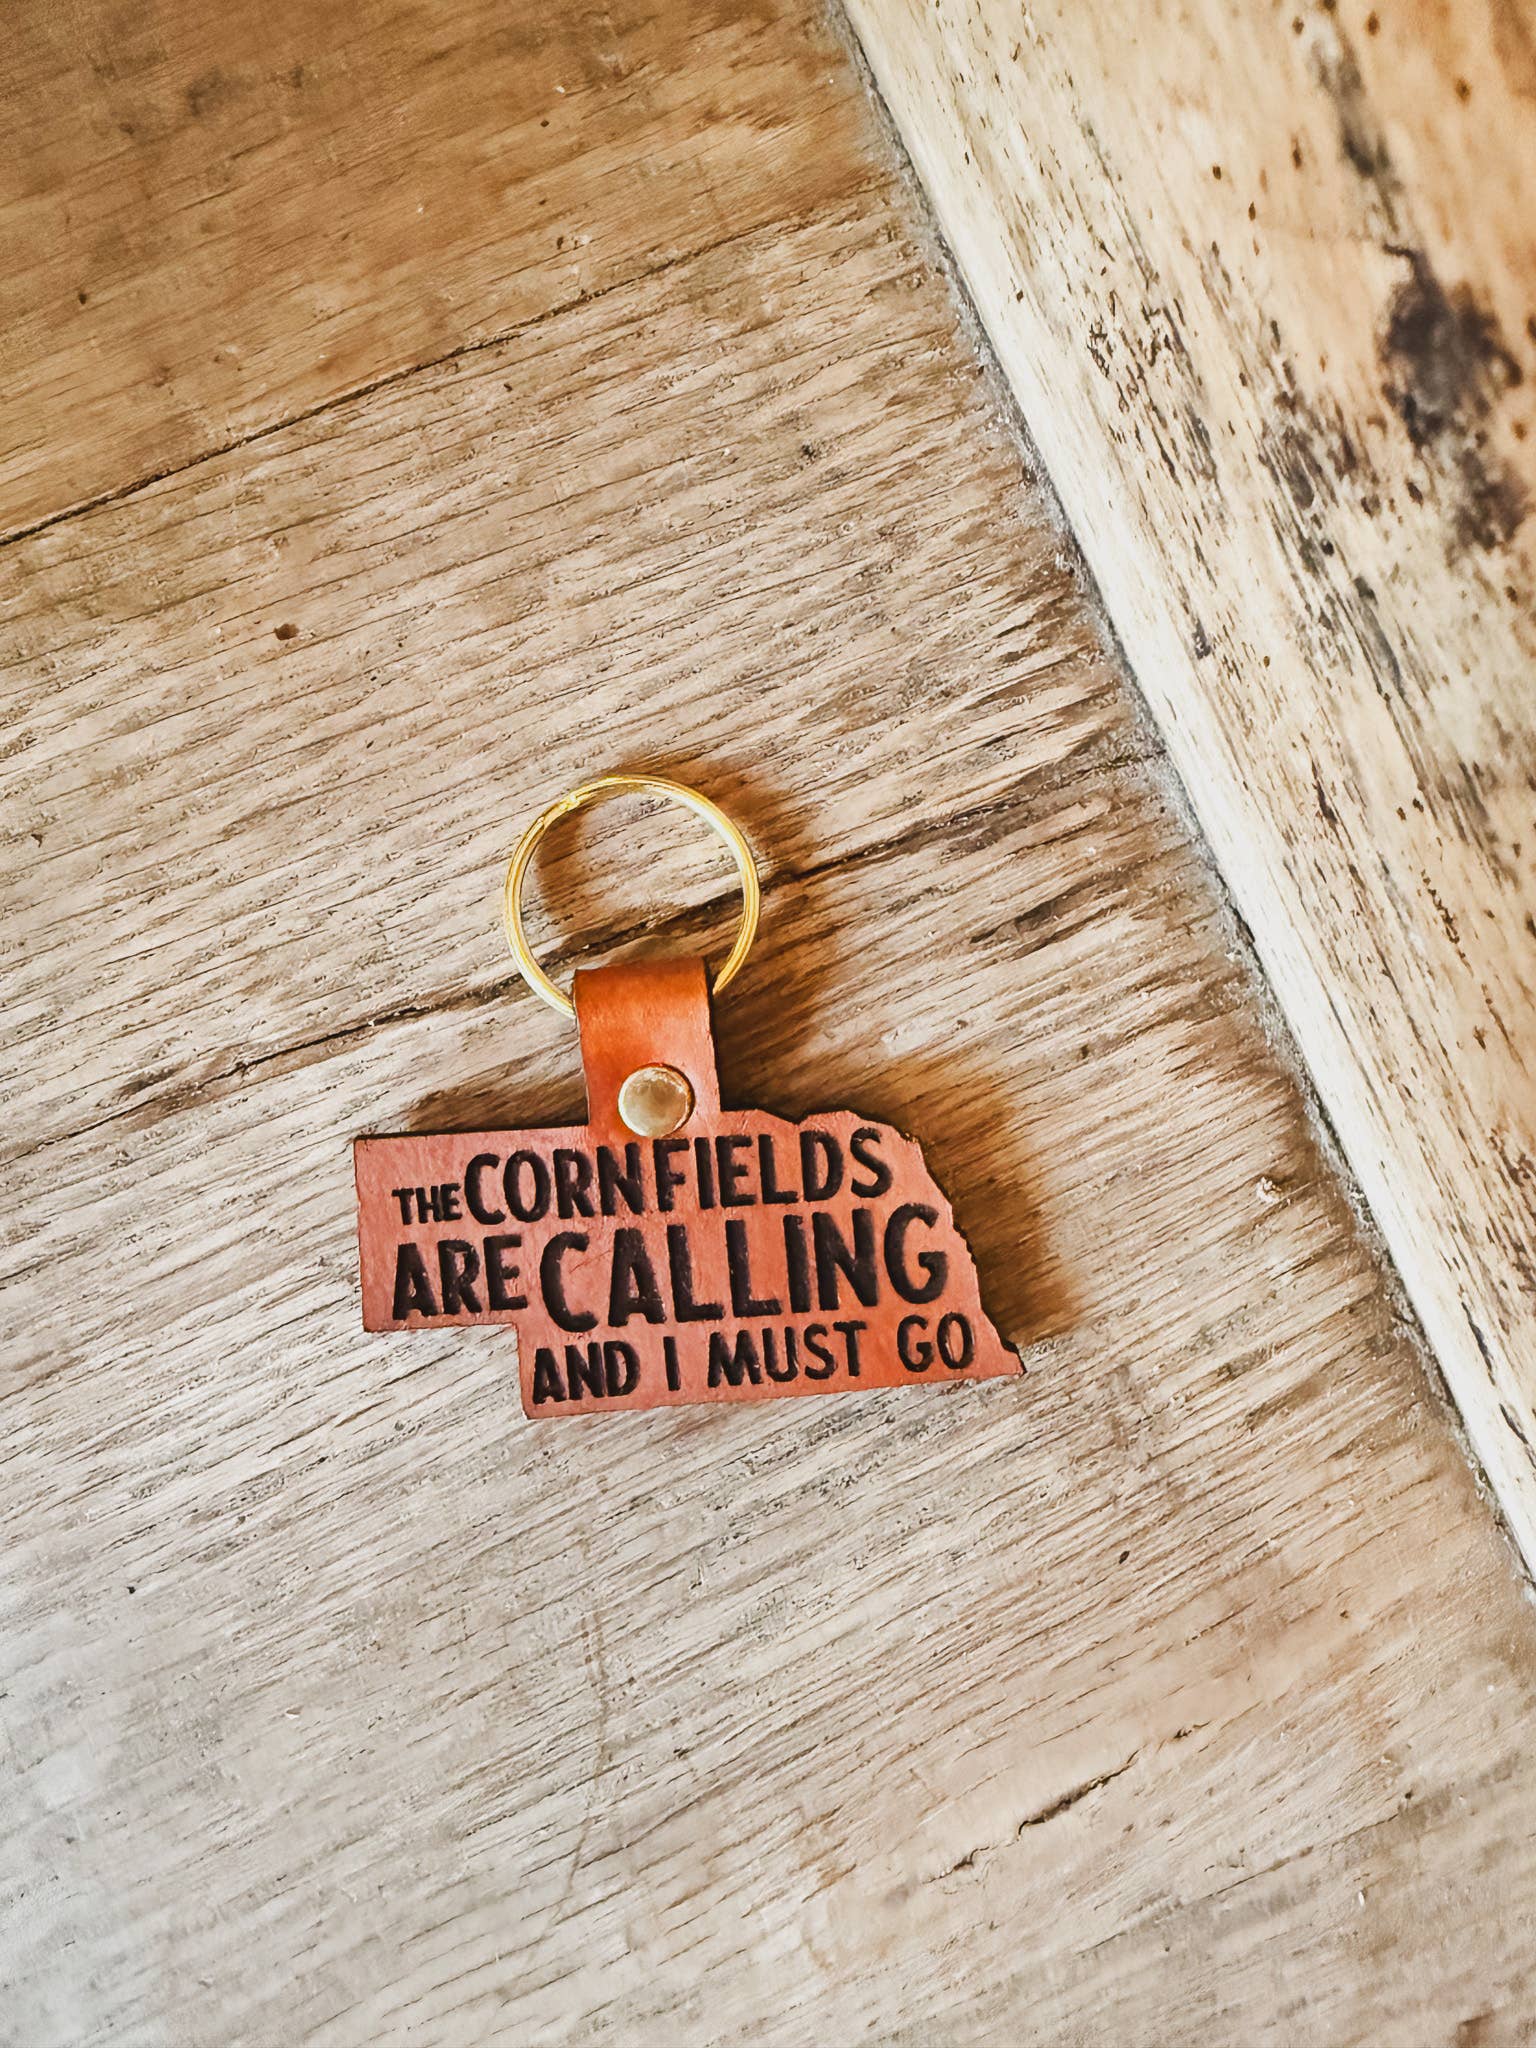 THE CORNFIELDS
ARE CALLING
AND I MUST GO